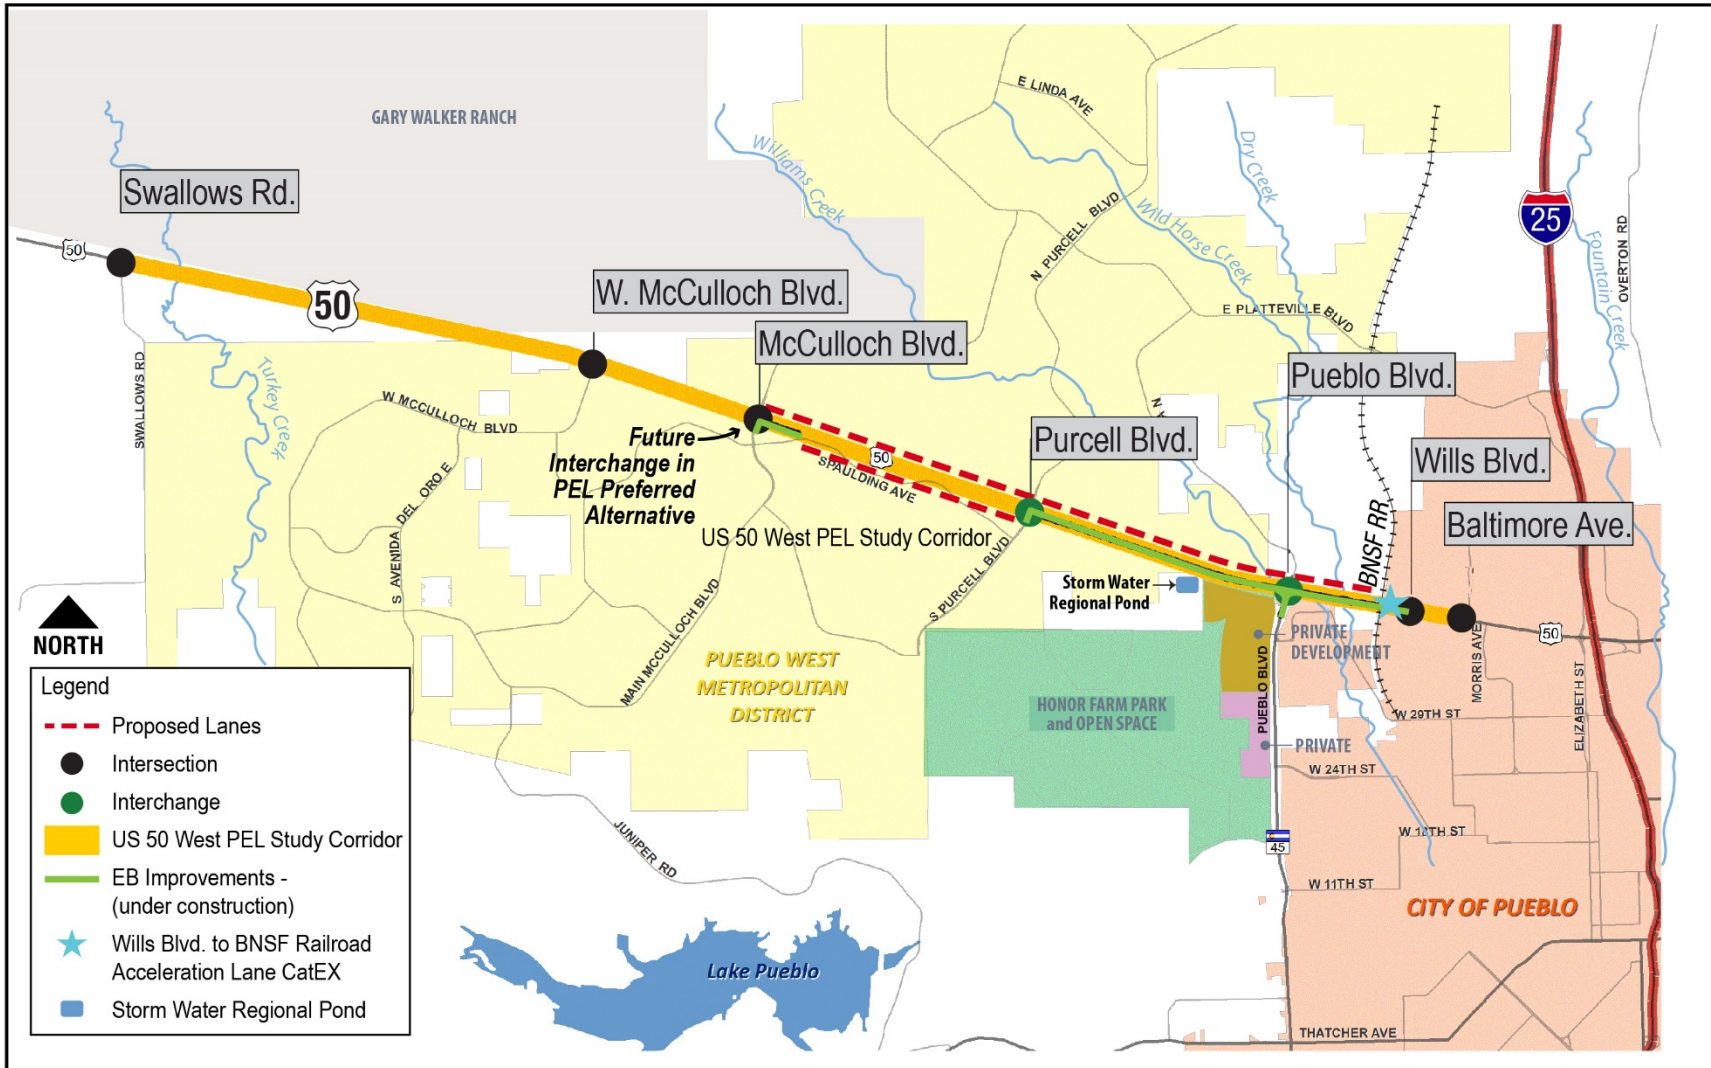 GARY WALKER RANCH
Swallows Rd.
50
50
W. McCulloch Blvd.
McCulloch Blvd.
Purcell Blvd.
Pueblo Blvd.
Wills Blvd.
Baltimore Ave.
25
E LINDA AVE
Williams Creek
Wild Horse Creek
Dry Creek
Fountain Creek
OVERTON RD
N PURCELL BLVD
E PLATTEVILLE BLVD
SWALLOWS RD
Turkey Creek
W MCCULLOCH BLVD
S AVENIDA DEL ORO E
Future
Interchange in
PEL Preferred
Alternative
50
SPAULDING AVE
US 50 West PEL Study Corridor
MAIN MCCULLOCH BLVD
S PURCELL BLVD
BNSF RR
Storm Water
Regional Pond
50
PRIVATE
DEVELOPMENT
PUEBLO BLVD
MORRIS AVE
ELIZABETH ST
PUEBLO WEST
METROPOLITAN
DISTRICT
HONOR FARM PARK
and OPEN SPACE
PRIVATE
W 29TH ST
W 24TH ST
45
W 11TH ST
CITY OF PUEBLO
JUNIPER RD
Lake Pueblo
THATCHER AVE
NORTH
Legend
Proposed Lanes
Intersection
Interchange
US 50 West PEL Study Corridor
EB Improvements -
(under construction)
Wills Blvd. to BNSF Railroad
Acceleration Lane CatEX
Storm Water Regional Pond